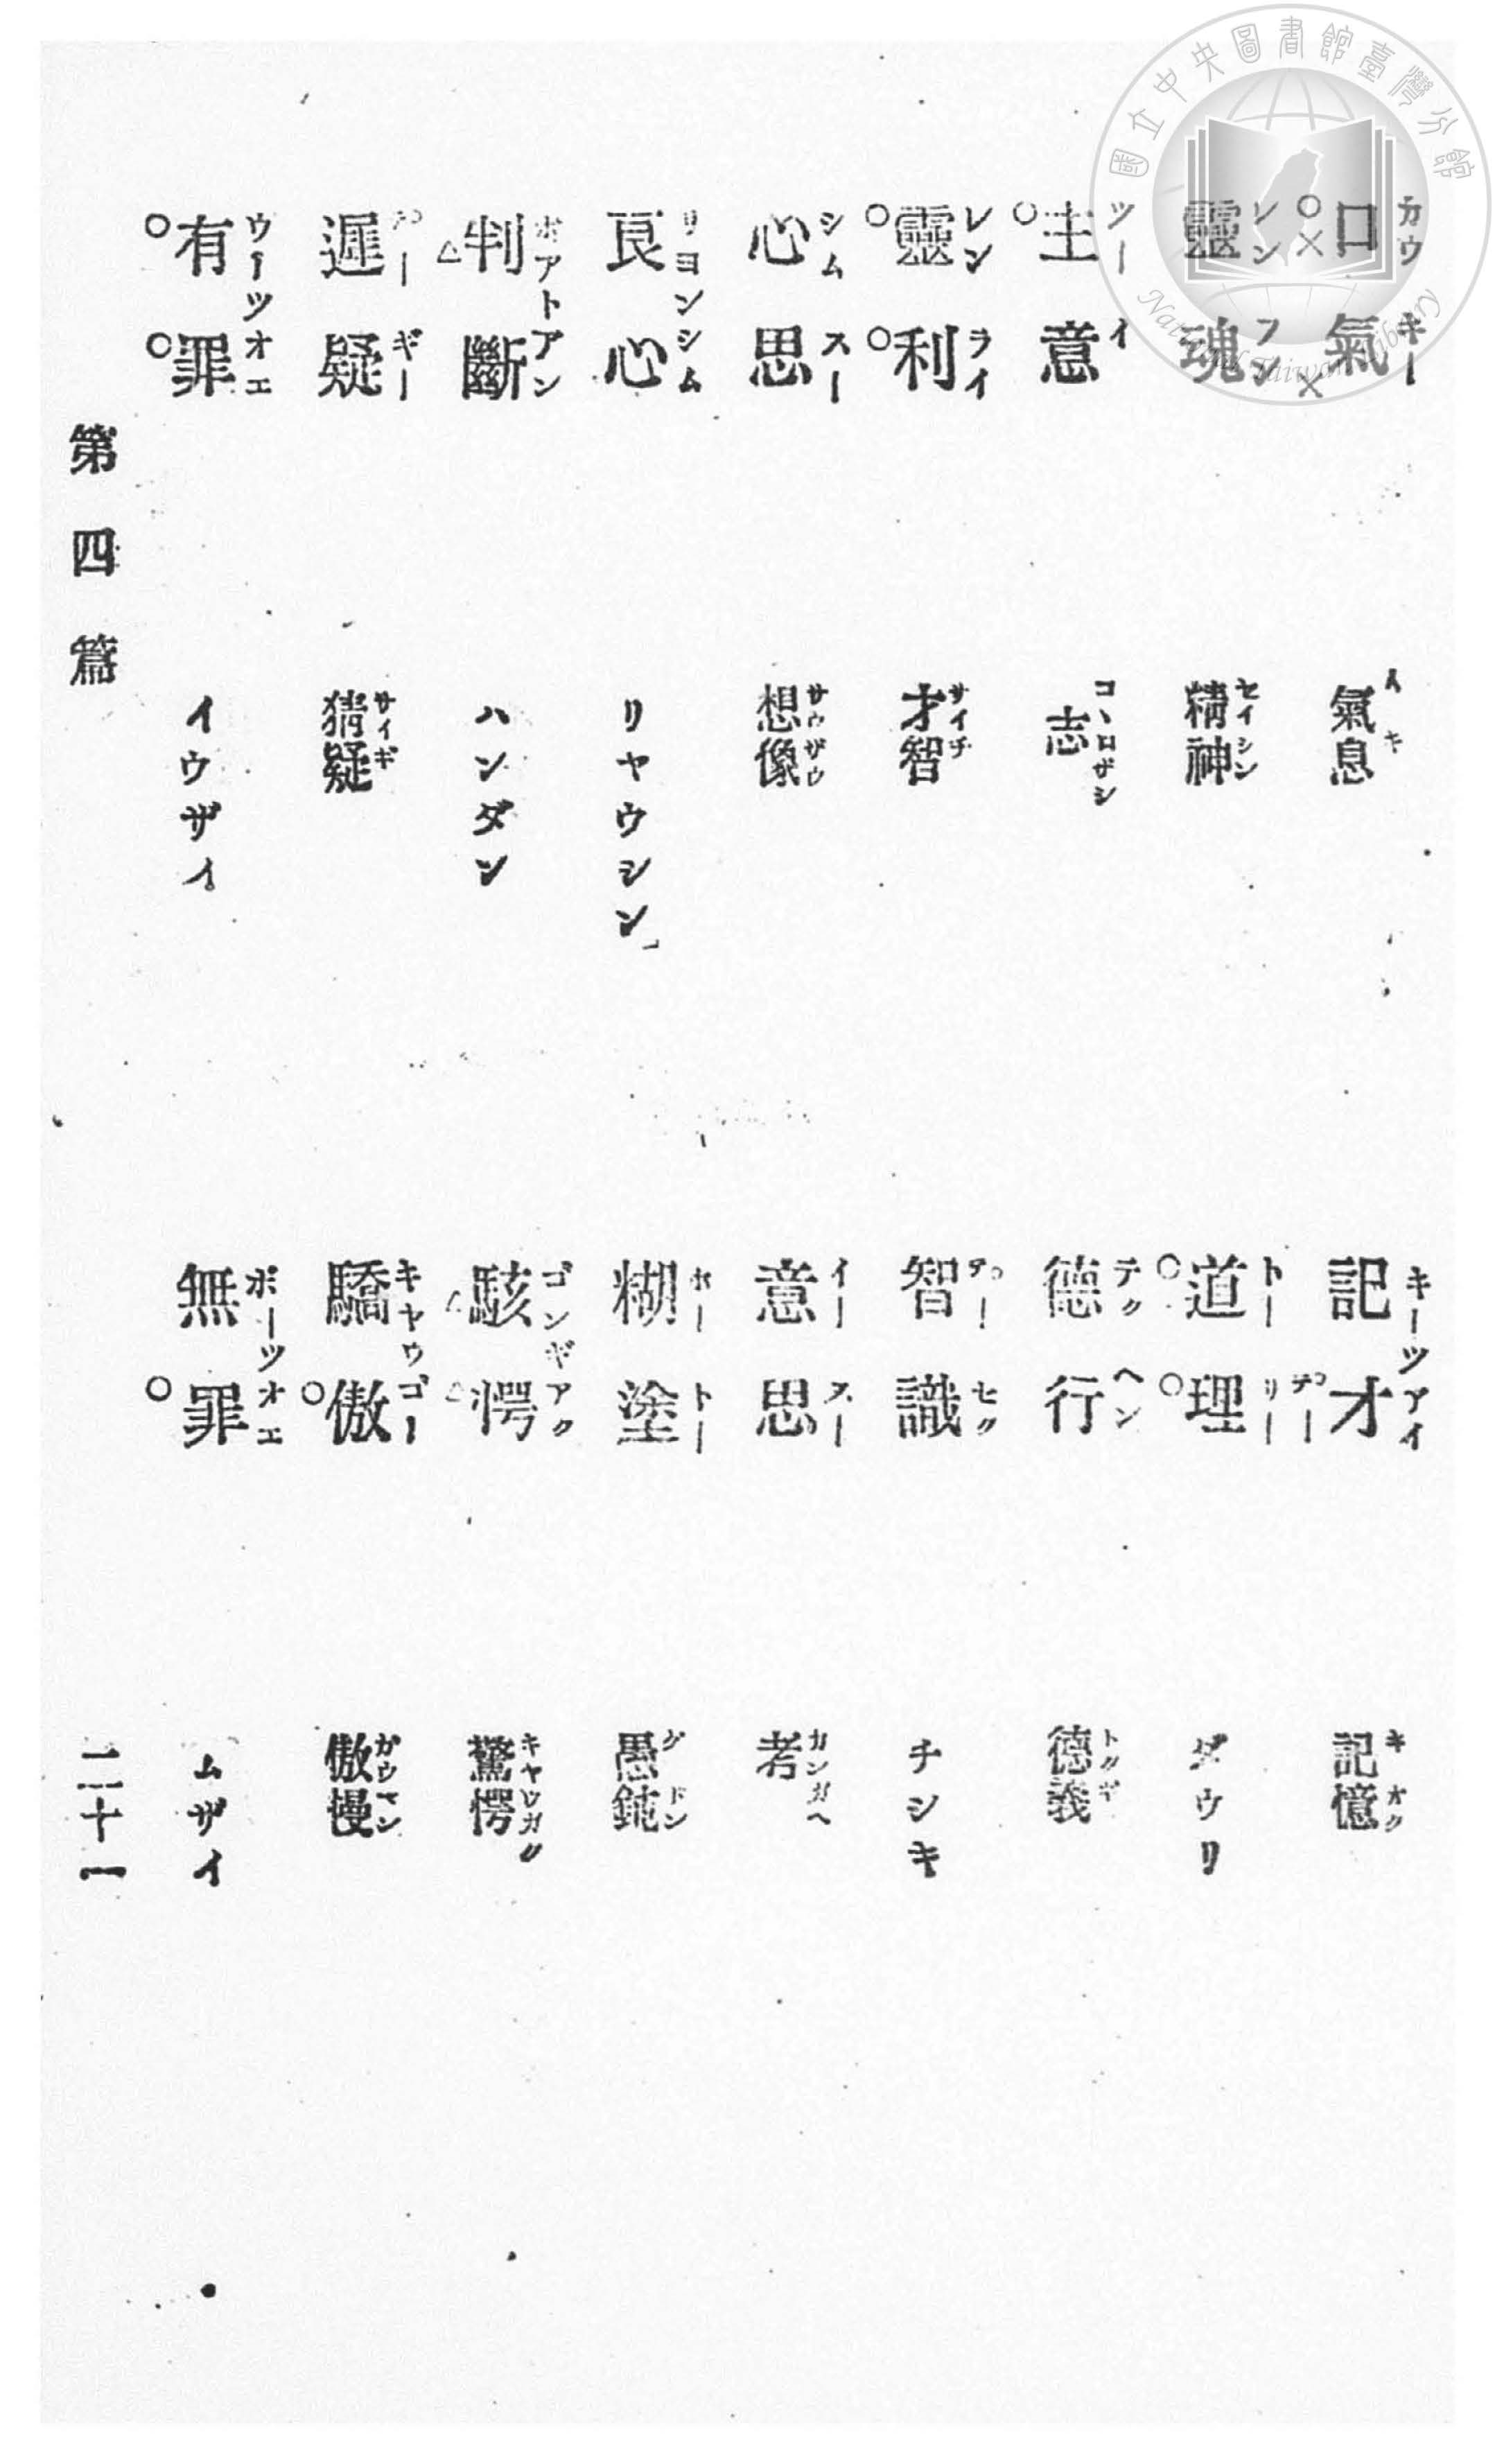 口氣 カウキー 氣息 イキ
靈魂 レンフン 精神 セイシン
主意 ツーイ 志 コヽロザシ
靈利 レンライ 才智 サイチ
心思 シムスー 想像 サウザウ
良心 リヨンシム リヤウシン
判斷 ポアトアン ハンダン
遲疑 チ゜ーギー 猜疑 サイギ
有罪 ウーツオエ イウザイ
記才 キーツアイ 記憶 キオク
道理 トーリー ダウリ
德行 テクヘン 德義 トクギ
智識 チ゜ーセク チシキ
意思 イースー 考 カンガヘ
糊塗 ホートー 愚鈍 グドン
駭愕 ゴンギアク 驚愕 キヤウガク
驕傲 キヤウゴー 傲慢 ガウマン
無罪 ボーツオエ ムザイ
第四篇
二十一
國立中央圖書館臺灣分館
National Taiwan Library